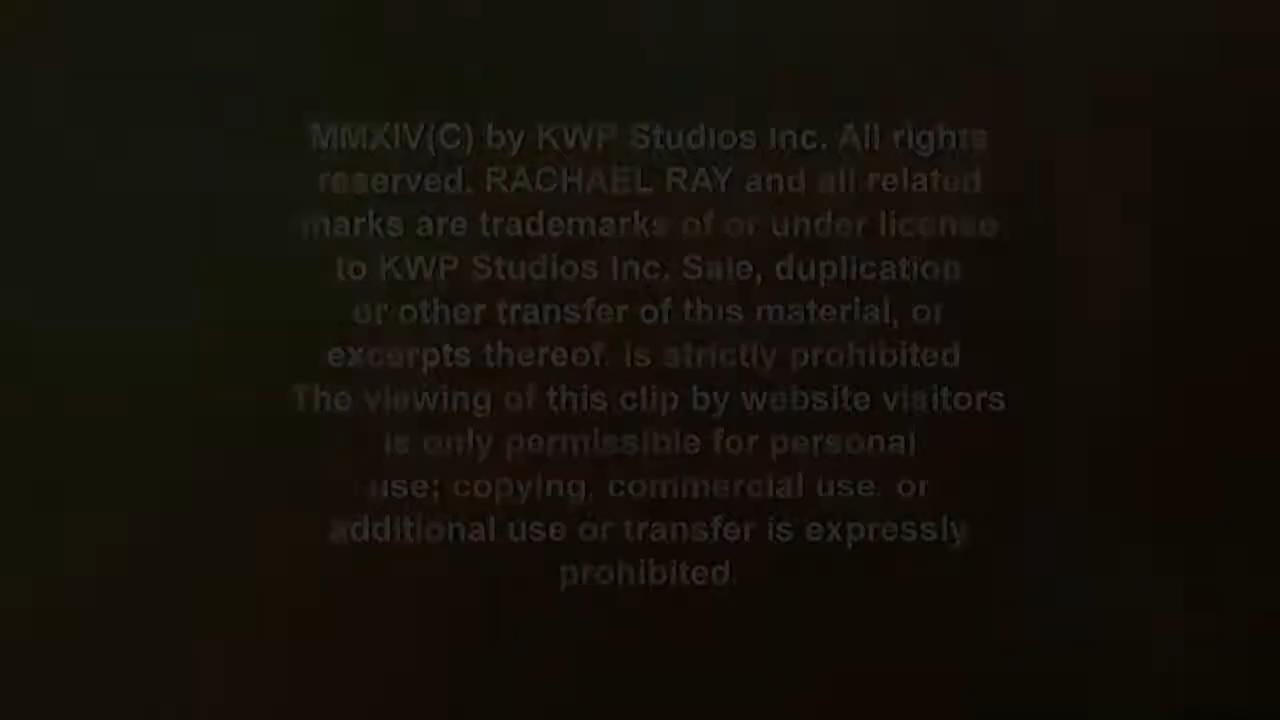 MMXIV(C) by KWP Studios Inc. All rights
reserved. RACHAEL RAY and all related
marks are trademarks of or under license
to KWP Studios Inc. Sale, duplication
or other transfer of this material, or
excerpts thereof, is strictly prohibited
The viewing of this clip by website visitors
is only permissible for personal
use; copying, commercial use, or
additional use or transfer is expressly
prohibited.